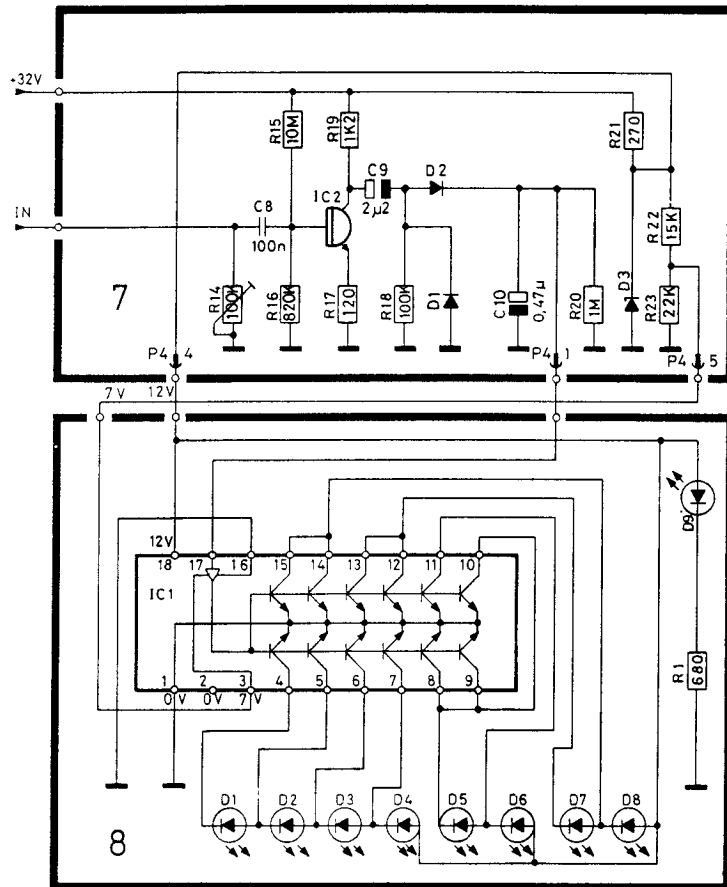 +32V
R15
10M
R19
1K2
R21
270
C9
2µ2
D2
IC2
IN
C8
100n
R22
15K
7
R14
100K
R16
820K
R17
120
R18
100K
D1
C10
0,47µ
R20
1M
D3
R23
22K
P4 4
P4 1
P4 5
7V
12V
D9
12V
18 17 16 15 14 13 12 11 10
IC1
1 2 3 4 5 6 7 8 9
0V 0V 7V
R1
680
D1 D2 D3 D4 D5 D6 D7 D8
8